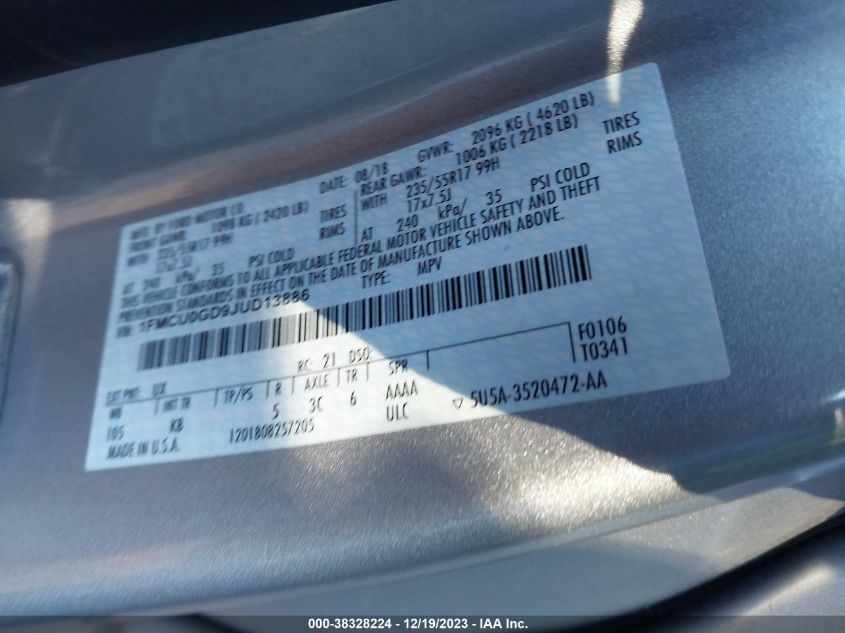 MFD. BY FORD MOTOR CO.
DATE: 08/18 GVWR: 2096 KG ( 4620 LB)
FRONT GAWR: 1098 KG ( 2420 LB)
REAR GAWR: 1006 KG ( 2218 LB)
WITH 235/55R17 99H TIRES
17x7.5J RIMS
AT 240 kPa/ 35 PSI COLD
WITH 235/55R17 99H TIRES
17x7.5J RIMS
AT 240 kPa/ 35 PSI COLD
THIS VEHICLE CONFORMS TO ALL APPLICABLE FEDERAL MOTOR VEHICLE SAFETY AND THEFT
PREVENTION STANDARDS IN EFFECT ON THE DATE OF MANUFACTURE SHOWN ABOVE.
VIN: 1FMCU0GD9JUD13886
TYPE: MPV
F0106
T0341
EXT PNT: UX RC: 21 DSO:
WB INT TR TP/PS R AXLE TR SPR
105 KB 5 3C 6 AAAA
ULC
MADE IN U.S.A. 1201808257205
▽ 5U5A-3520472-AA
000-38328224 - 12/19/2023 - IAA Inc.